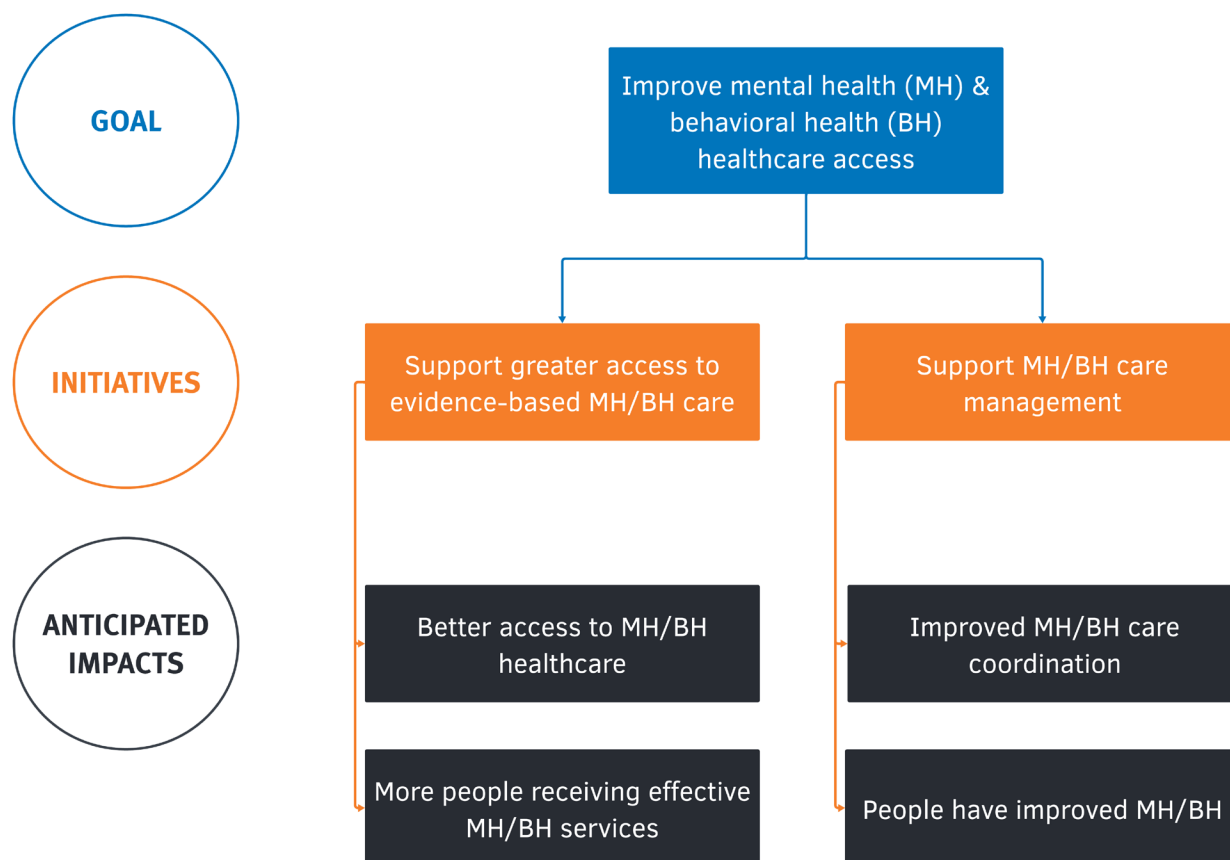 GOAL
Improve mental health (MH) &
behavioral health (BH)
healthcare access
INITIATIVES
Support greater access to
evidence-based MH/BH care
Support MH/BH care
management
ANTICIPATED
IMPACTS
Better access to MH/BH
healthcare
Improved MH/BH care
coordination
More people receiving effective
MH/BH services
People have improved MH/BH